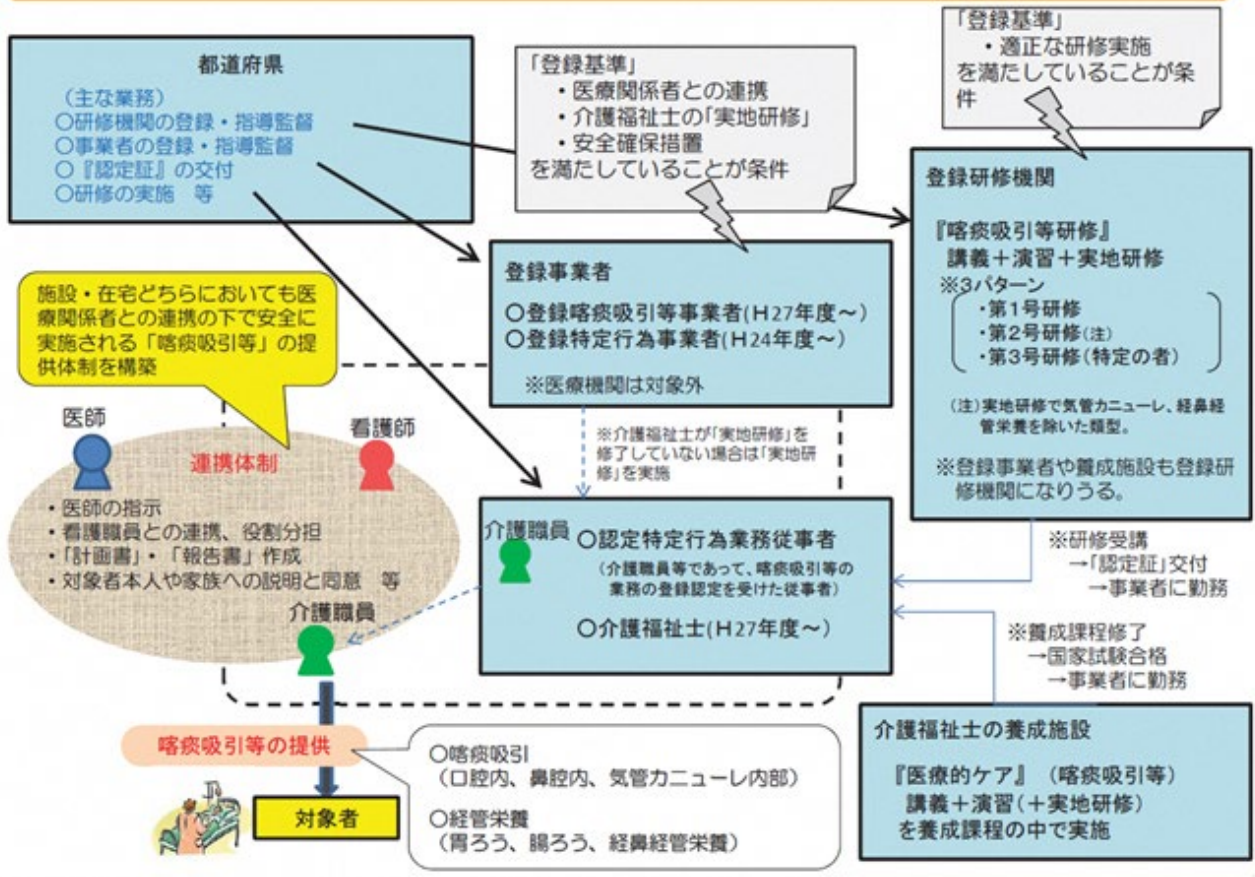 都道府県
（主な業務）
○研修機関の登録・指導監督
○事業者の登録・指導監督
○『認定証』の交付
○研修の実施　等
「登録基準」
・医療関係者との連携
・介護福祉士の「実地研修」
・安全確保措置
を満たしていることが条件
「登録基準」
・適正な研修実施
を満たしていることが条
件
登録研修機関
『喀痰吸引等研修』
講義＋演習＋実地研修
※3パターン
・第1号研修
・第2号研修（注）
・第3号研修（特定の者）
（注）実地研修で気管カニューレ、経鼻経
管栄養を除いた類型。
※登録事業者や養成施設も登録研
修機関になりうる。
登録事業者
○登録喀痰吸引等事業者（H27年度～）
○登録特定行為事業者（H24年度～）
※医療機関は対象外
施設・在宅どちらにおいても医
療関係者との連携の下で安全に
実施される「喀痰吸引等」の提
供体制を構築
医師
看護師
連携体制
・医師の指示
・看護職員との連携、役割分担
・「計画書」・「報告書」作成
・対象者本人や家族への説明と同意　等
介護職員
※介護福祉士が「実地研修」を
修了していない場合は「実地研
修」を実施
介護職員
○認定特定行為業務従事者
（介護職員等であって、喀痰吸引等の
業務の登録認定を受けた従事者）
○介護福祉士（H27年度～）
※研修受講
→「認定証」交付
→事業者に勤務
※養成課程修了
→国家試験合格
→事業者に勤務
介護福祉士の養成施設
『医療的ケア』（喀痰吸引等）
講義＋演習（＋実地研修）
を養成課程の中で実施
喀痰吸引等の提供
対象者
○喀痰吸引
（口腔内、鼻腔内、気管カニューレ内部）
○経管栄養
（胃ろう、腸ろう、経鼻経管栄養）